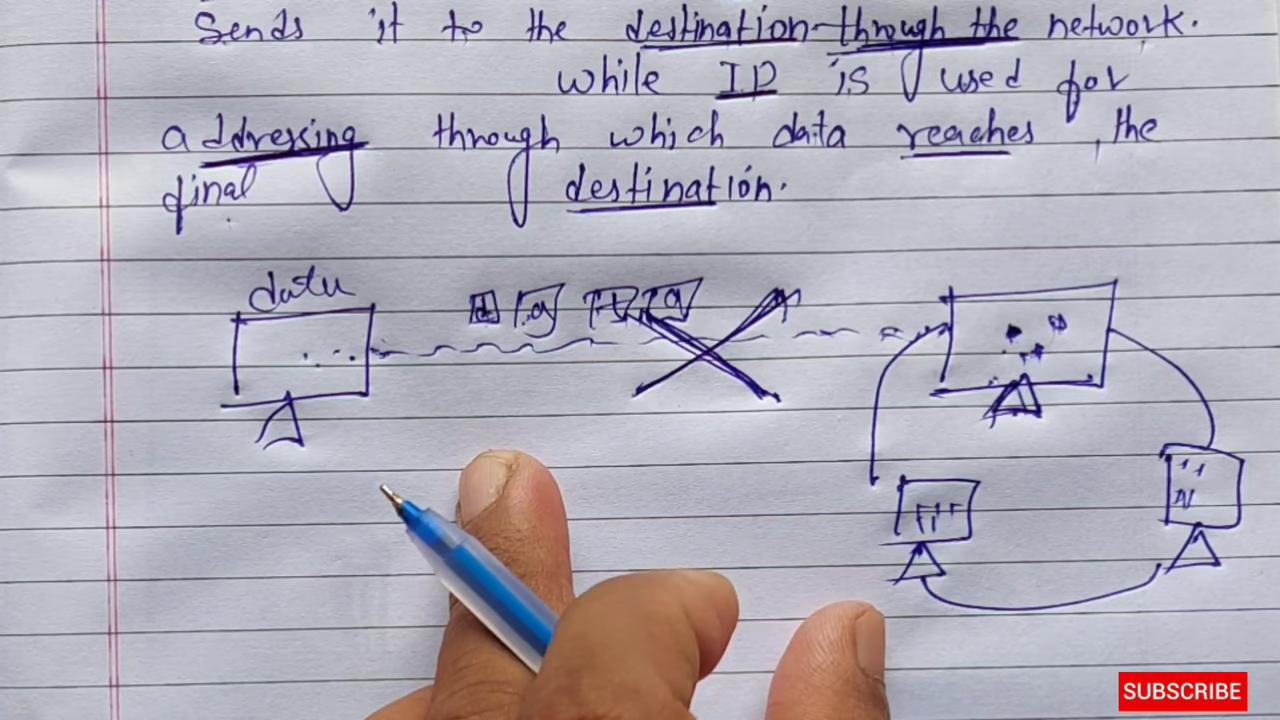 Sends it to the destination through the network.
while IP is used for
addressing through which data reaches the
final destination.
data
SUBSCRIBE